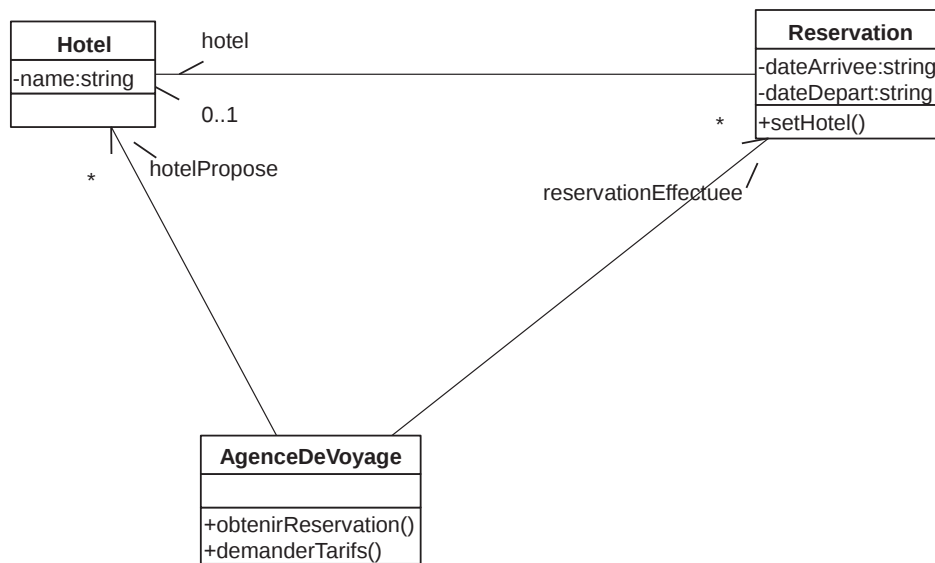 Hotel
-name:string
hotel
0..1
Reservation
-dateArrivee:string
-dateDepart:string
+setHotel()
*
hotelPropose
*
reservationEffectuee
AgenceDeVoyage
+obtenirReservation()
+demanderTarifs()